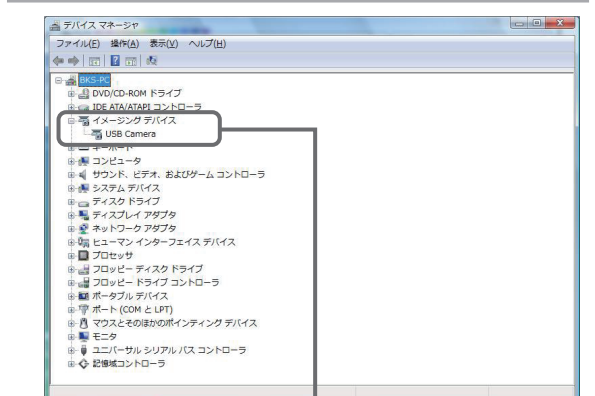 デバイス マネージャ
ファイル(F) 操作(A) 表示(V) ヘルプ(H)
BKS-PC
DVD/CD-ROM ドライブ
IDE ATA/ATAPI コントローラ
イメージング デバイス
USB Camera
キーボード
コンピュータ
サウンド、ビデオ、およびゲーム コントローラ
システム デバイス
ディスク ドライブ
ディスプレイ アダプタ
ネットワーク アダプタ
ヒューマン インターフェイス デバイス
プロセッサ
フロッピー ディスク ドライブ
フロッピー ドライブ コントローラ
ポータブル デバイス
ポート (COM と LPT)
マウスとそのほかのポインティング デバイス
モニタ
ユニバーサル シリアル バス コントローラ
記憶域コントローラ